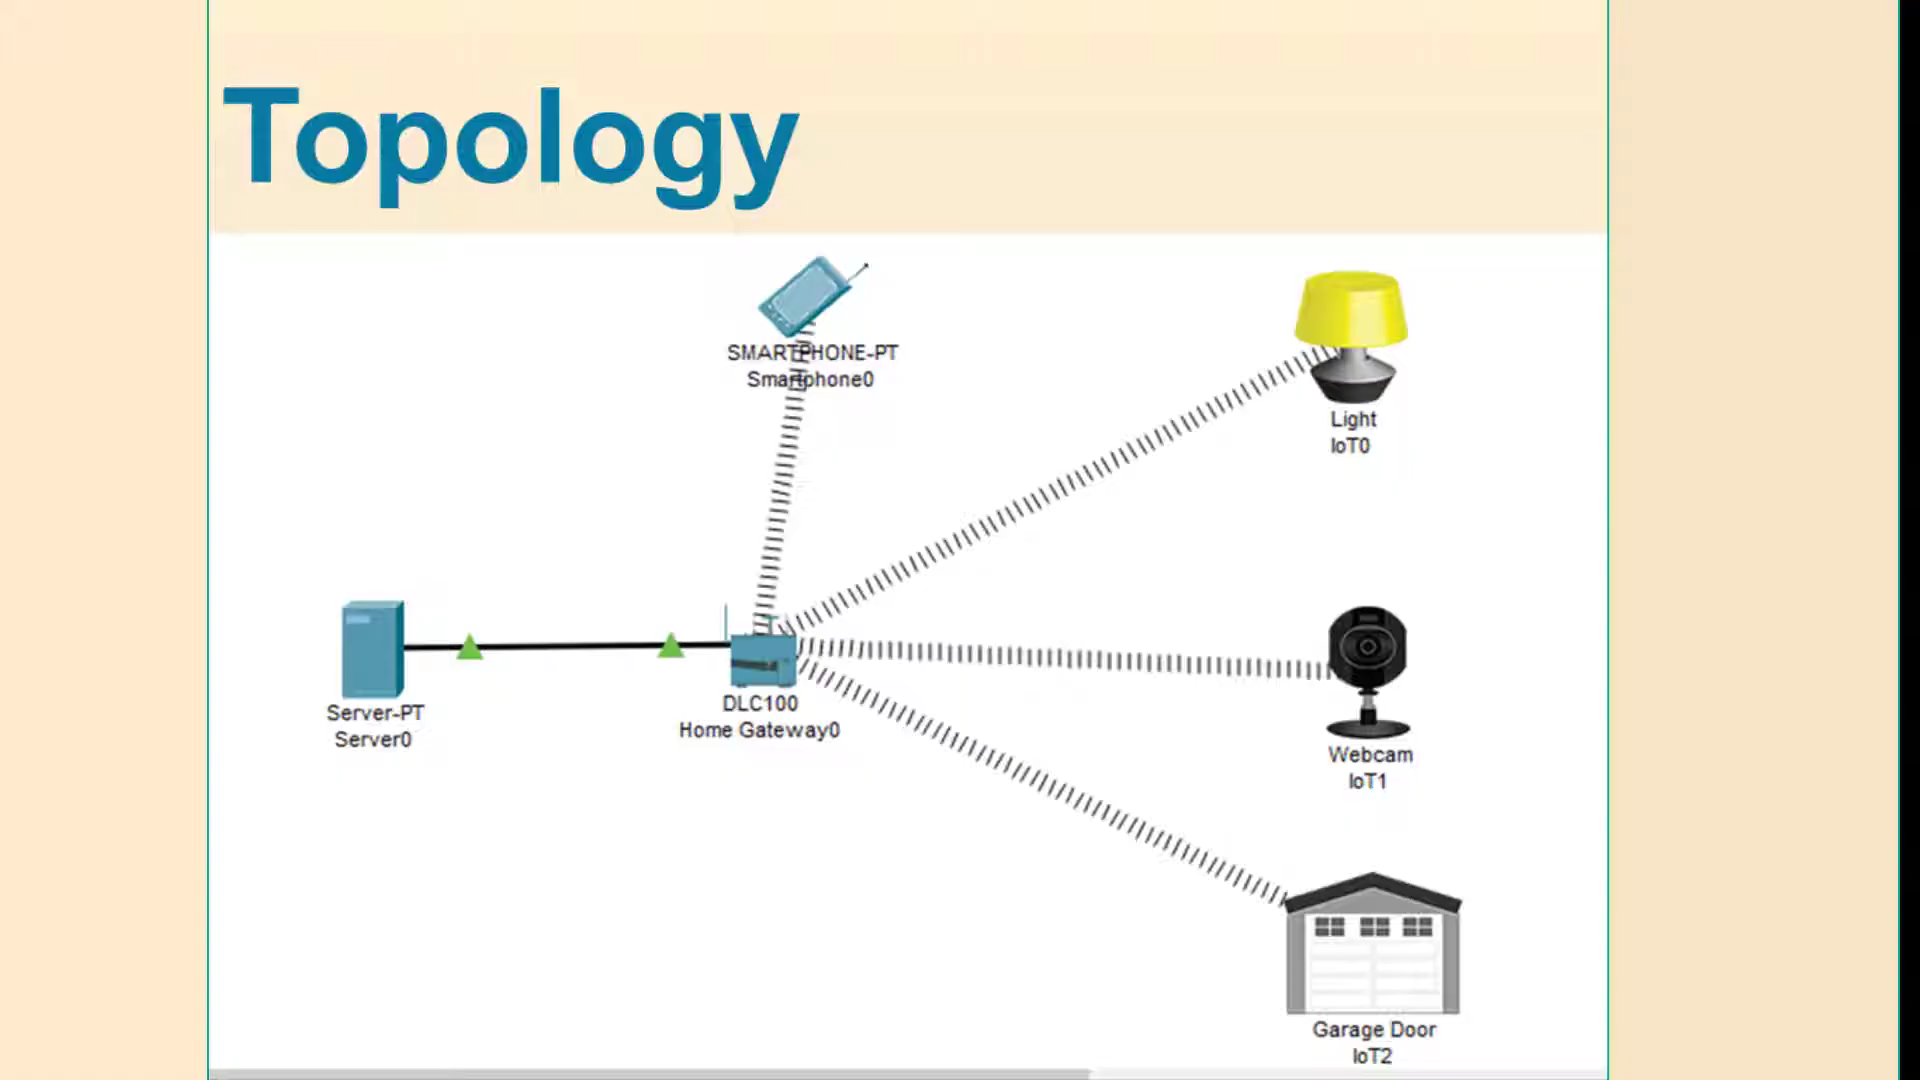 Topology
SMARTPHONE-PT
Smartphone0
Light
IoT0
Server-PT
Server0
DLC100
Home Gateway0
Webcam
IoT1
Garage Door
IoT2